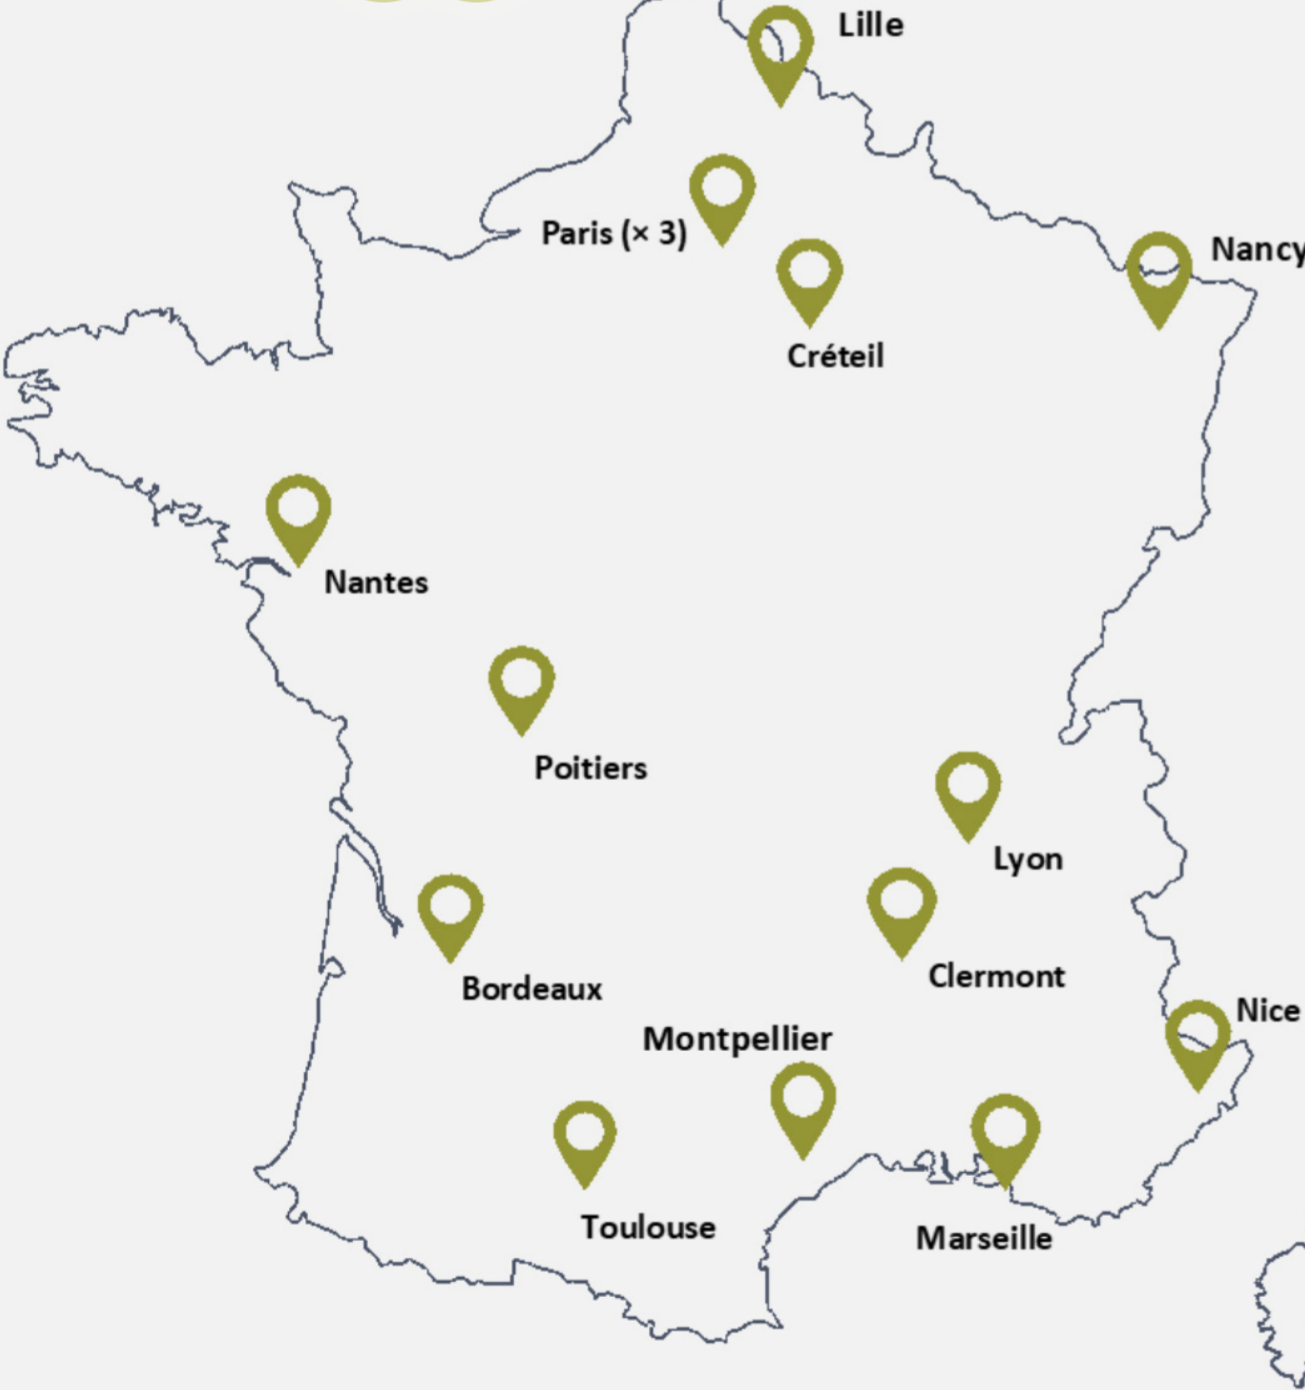 Lille
Paris (× 3)
Nancy
Créteil
Nantes
Poitiers
Lyon
Clermont
Bordeaux
Nice
Montpellier
Toulouse
Marseille